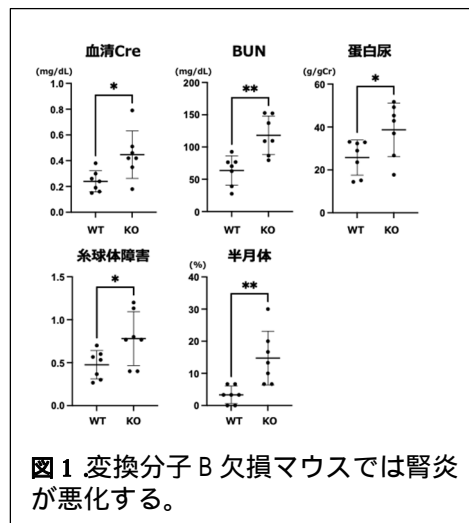 血清Cre
(mg/dL)
1.0
0.8
0.6
0.4
0.2
0.0
*
WT KO
BUN
(mg/dL)
200
150
100
50
0
**
WT KO
蛋白尿
(g/gCr)
60
40
20
0
*
WT KO
糸球体障害
1.5
1.0
0.5
0.0
*
WT KO
半月体
(%)
40
30
20
10
0
**
WT KO
図1.変換分子B欠損マウスでは腎炎
が悪化する。